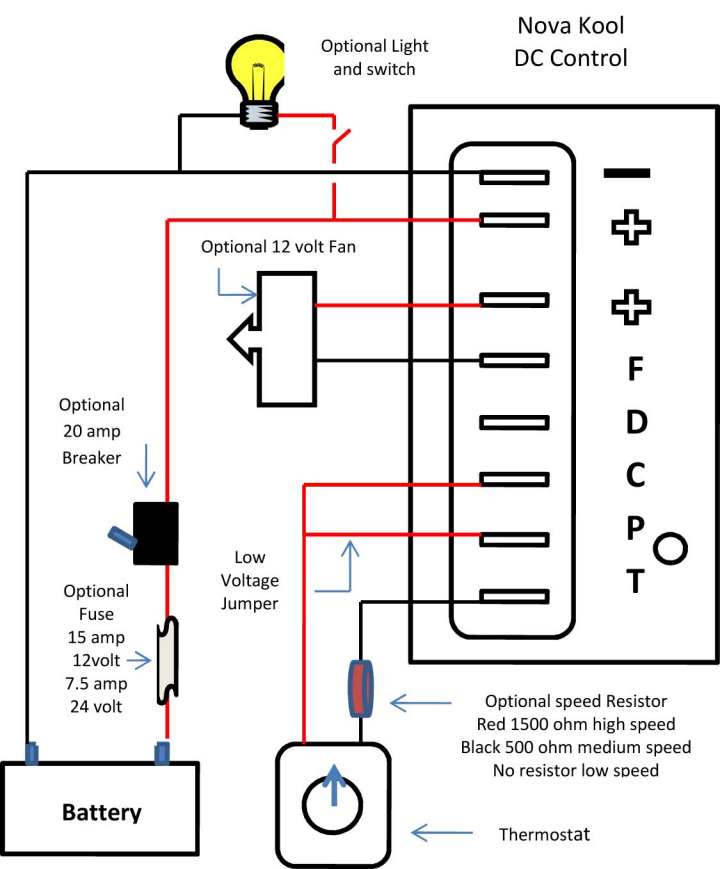 Nova Kool
DC Control
Optional Light
and switch
Optional 12 volt Fan
F
D
C
P
T
Optional
20 amp
Breaker
Low
Voltage
Jumper
Optional
Fuse
15 amp
12volt
7.5 amp
24 volt
Optional speed Resistor
Red 1500 ohm high speed
Black 500 ohm medium speed
No resistor low speed
Battery
Thermostat